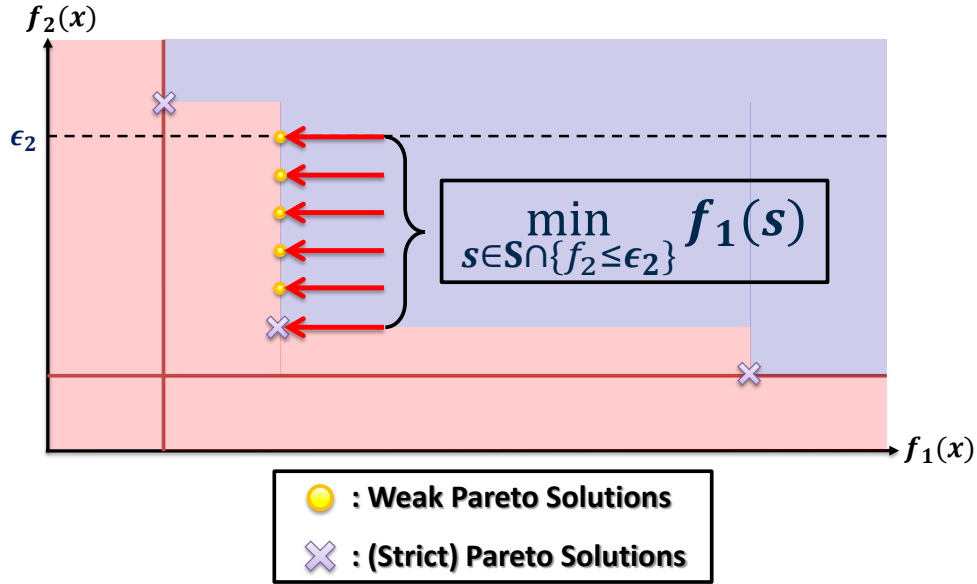 f₂(x)
ϵ₂
min f₁(s)
s∈S∩{f₂≤ϵ₂}
f₁(x)
: Weak Pareto Solutions
: (Strict) Pareto Solutions